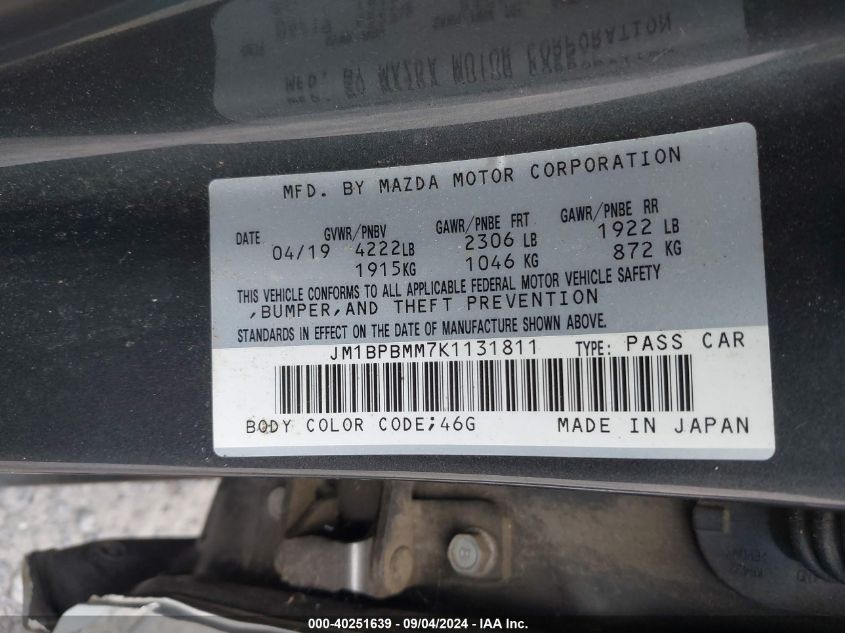 MFD. BY MAZDA MOTOR CORPORATION
DATE GVWR/PNBV GAWR/PNBE FRT GAWR/PNBE RR
04/19 4222LB 2306 LB 1922 LB
1915KG 1046 KG 872 KG
THIS VEHICLE CONFORMS TO ALL APPLICABLE FEDERAL MOTOR VEHICLE SAFETY
,BUMPER,AND THEFT PREVENTION
STANDARDS IN EFFECT ON THE DATE OF MANUFACTURE SHOWN ABOVE.
JM1BPBMM7K1131811 TYPE: PASS CAR
BODY COLOR CODE;46G MADE IN JAPAN
000-40251639 - 09/04/2024 - IAA Inc.